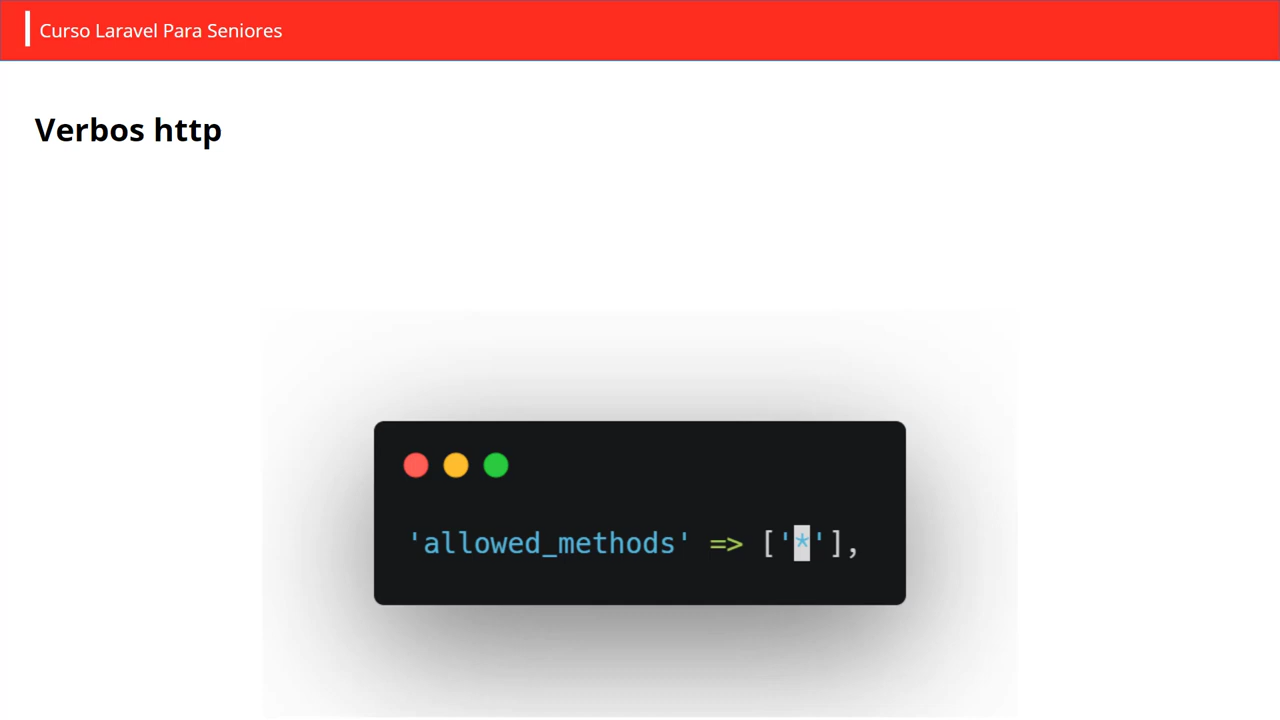 Curso Laravel Para Seniores
Verbos http
'allowed_methods' => ['*'],